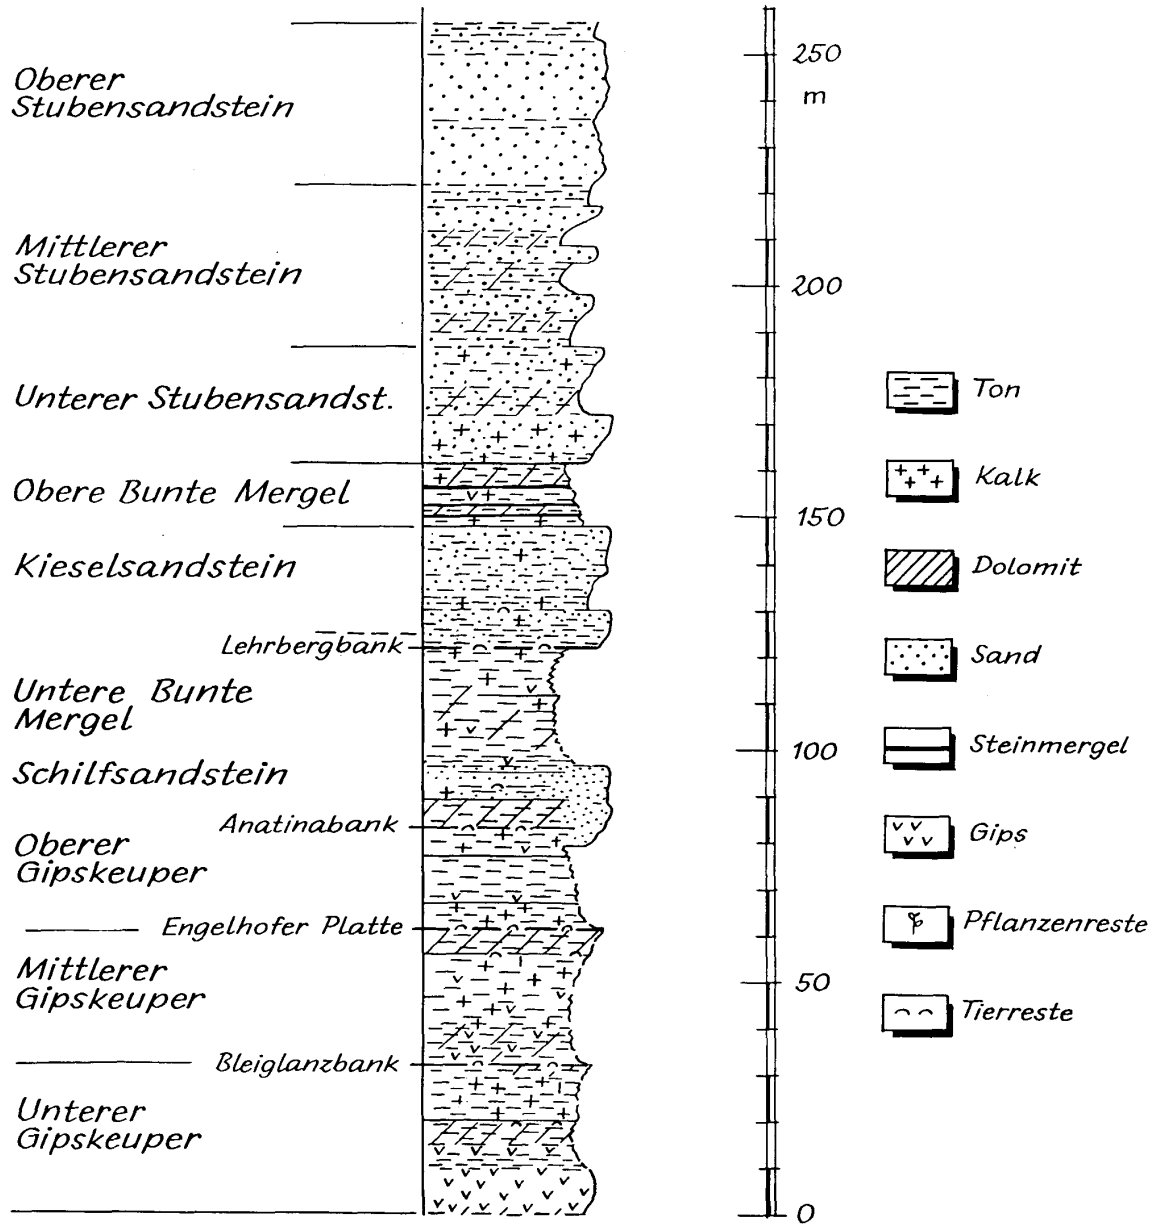 Oberer
Stubensandstein
Mittlerer
Stubensandstein
Unterer Stubensandst.
Obere Bunte Mergel
Kieselsandstein
Lehrbergbank
Untere Bunte
Mergel
Schilfsandstein
Anatinabank
Oberer
Gipskeuper
Engelhofer Platte
Mittlerer
Gipskeuper
Bleiglanzbank
Unterer
Gipskeuper
250
m
200
150
100
50
0
Ton
Kalk
Dolomit
Sand
Steinmergel
Gips
Pflanzenreste
Tierreste